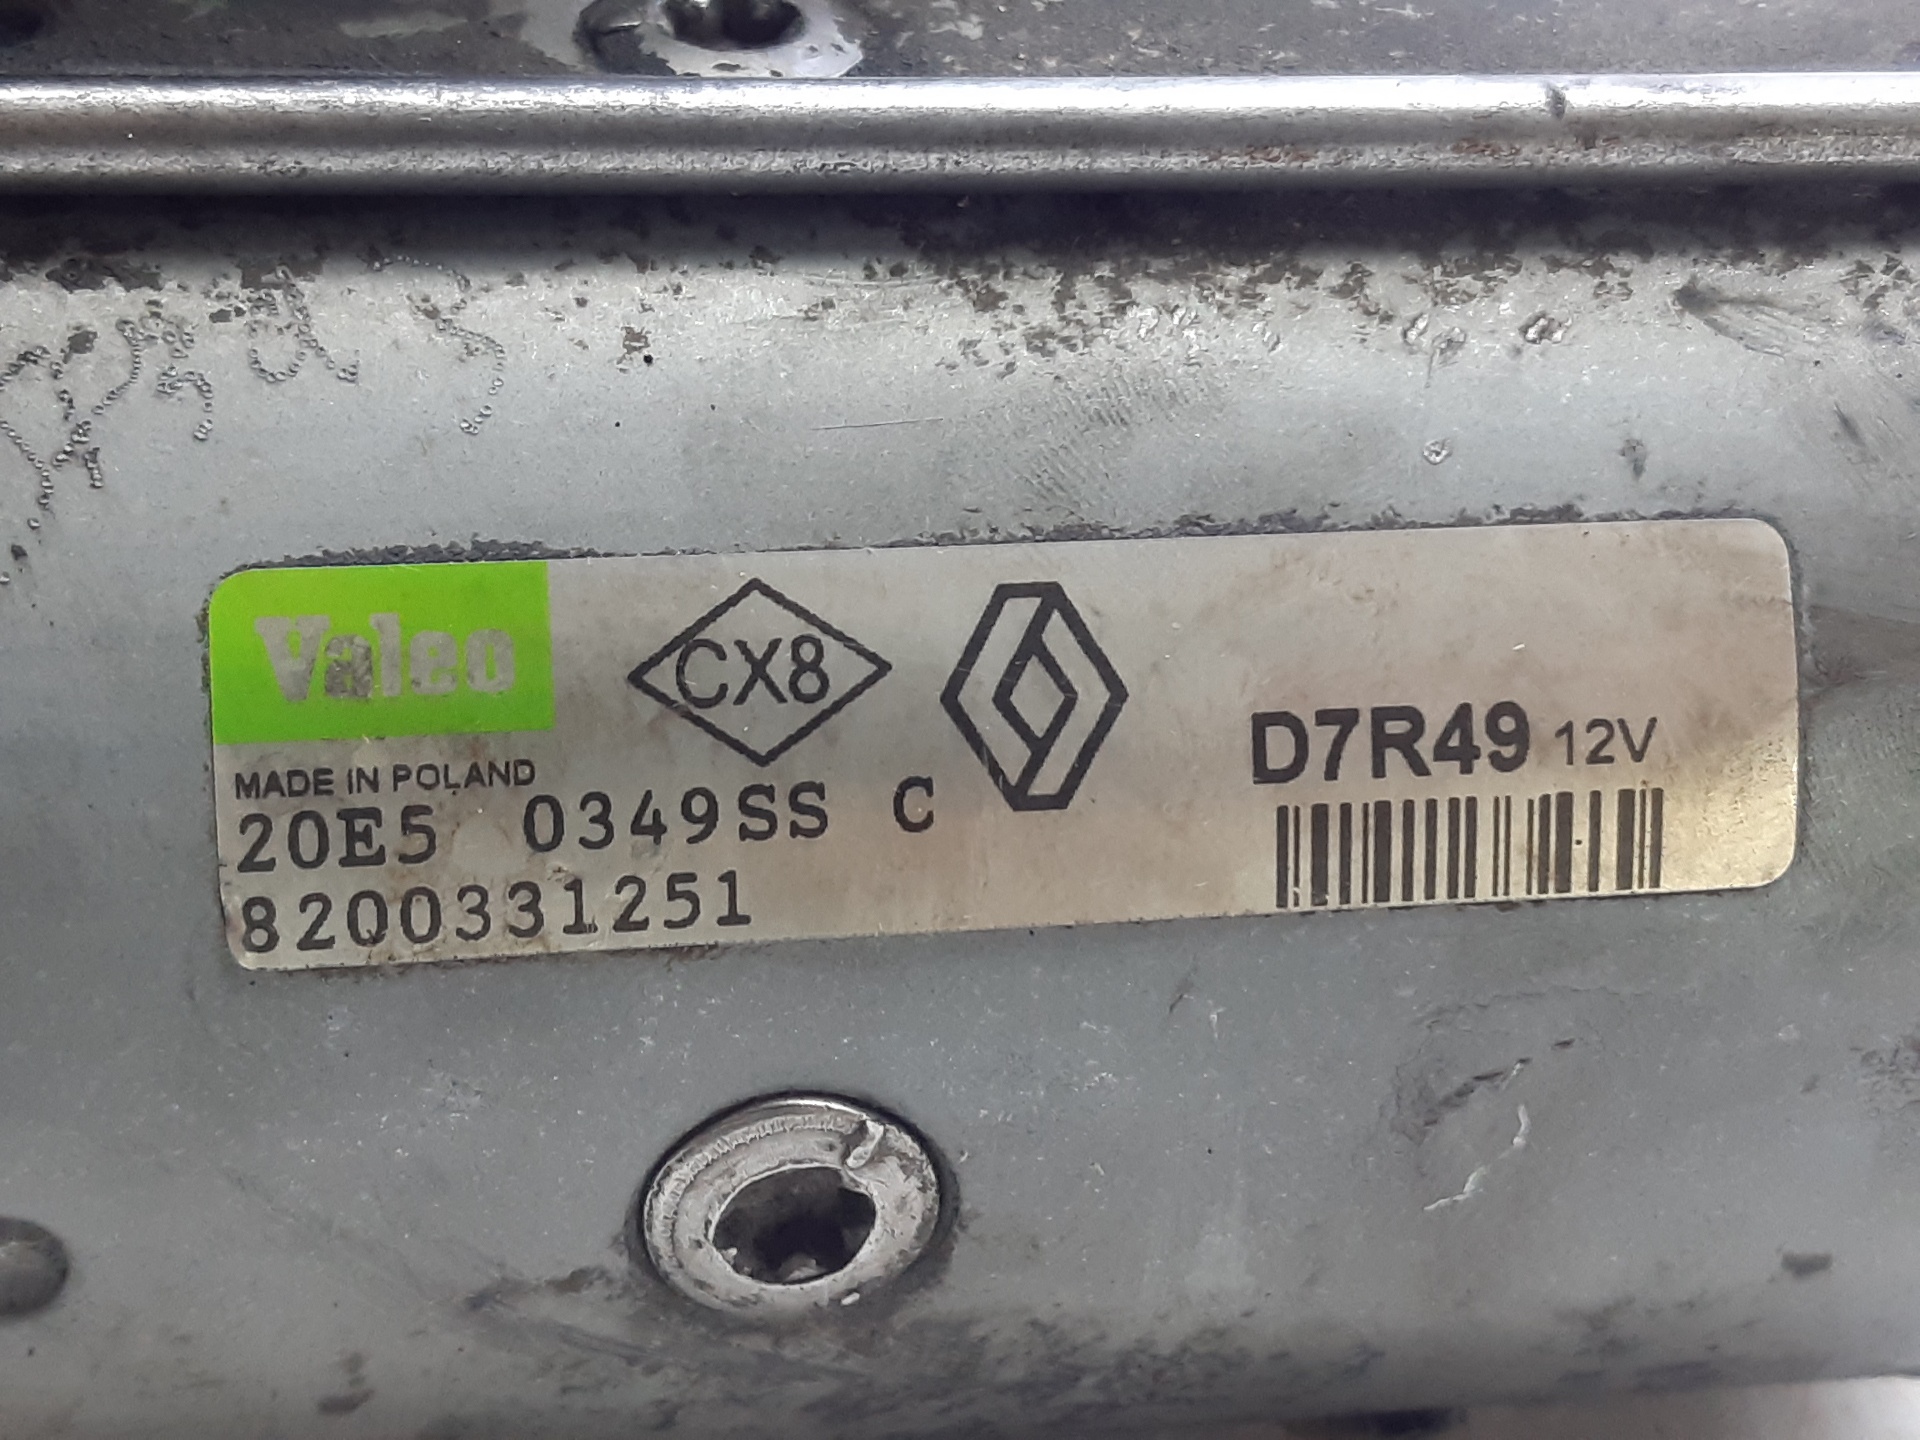 Valeo
CX8
D7R49 12V
MADE IN POLAND
20E5 0349SS C
8200331251